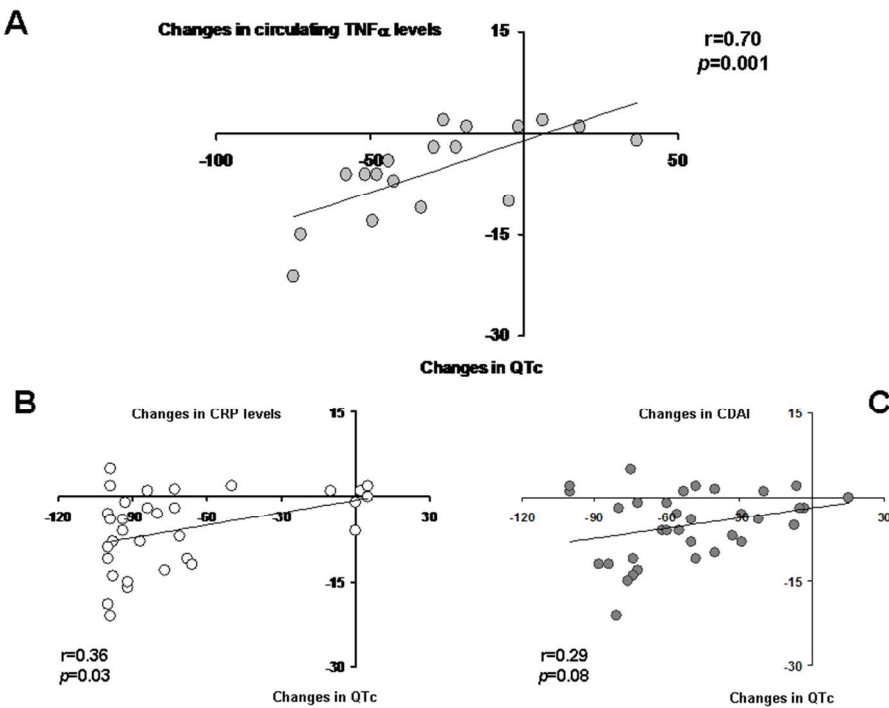 A
Changes in circulating TNFα levels
15
r=0.70
p=0.001
-100
-50
50
-15
-30
Changes in QTc
B
Changes in CRP levels
15
-120
-90
-60
-30
30
-15
-30
r=0.36
p=0.03
Changes in QTc
C
Changes in CDAI
15
-120
-90
-60
-30
30
-15
-30
r=0.29
p=0.08
Changes in QTc